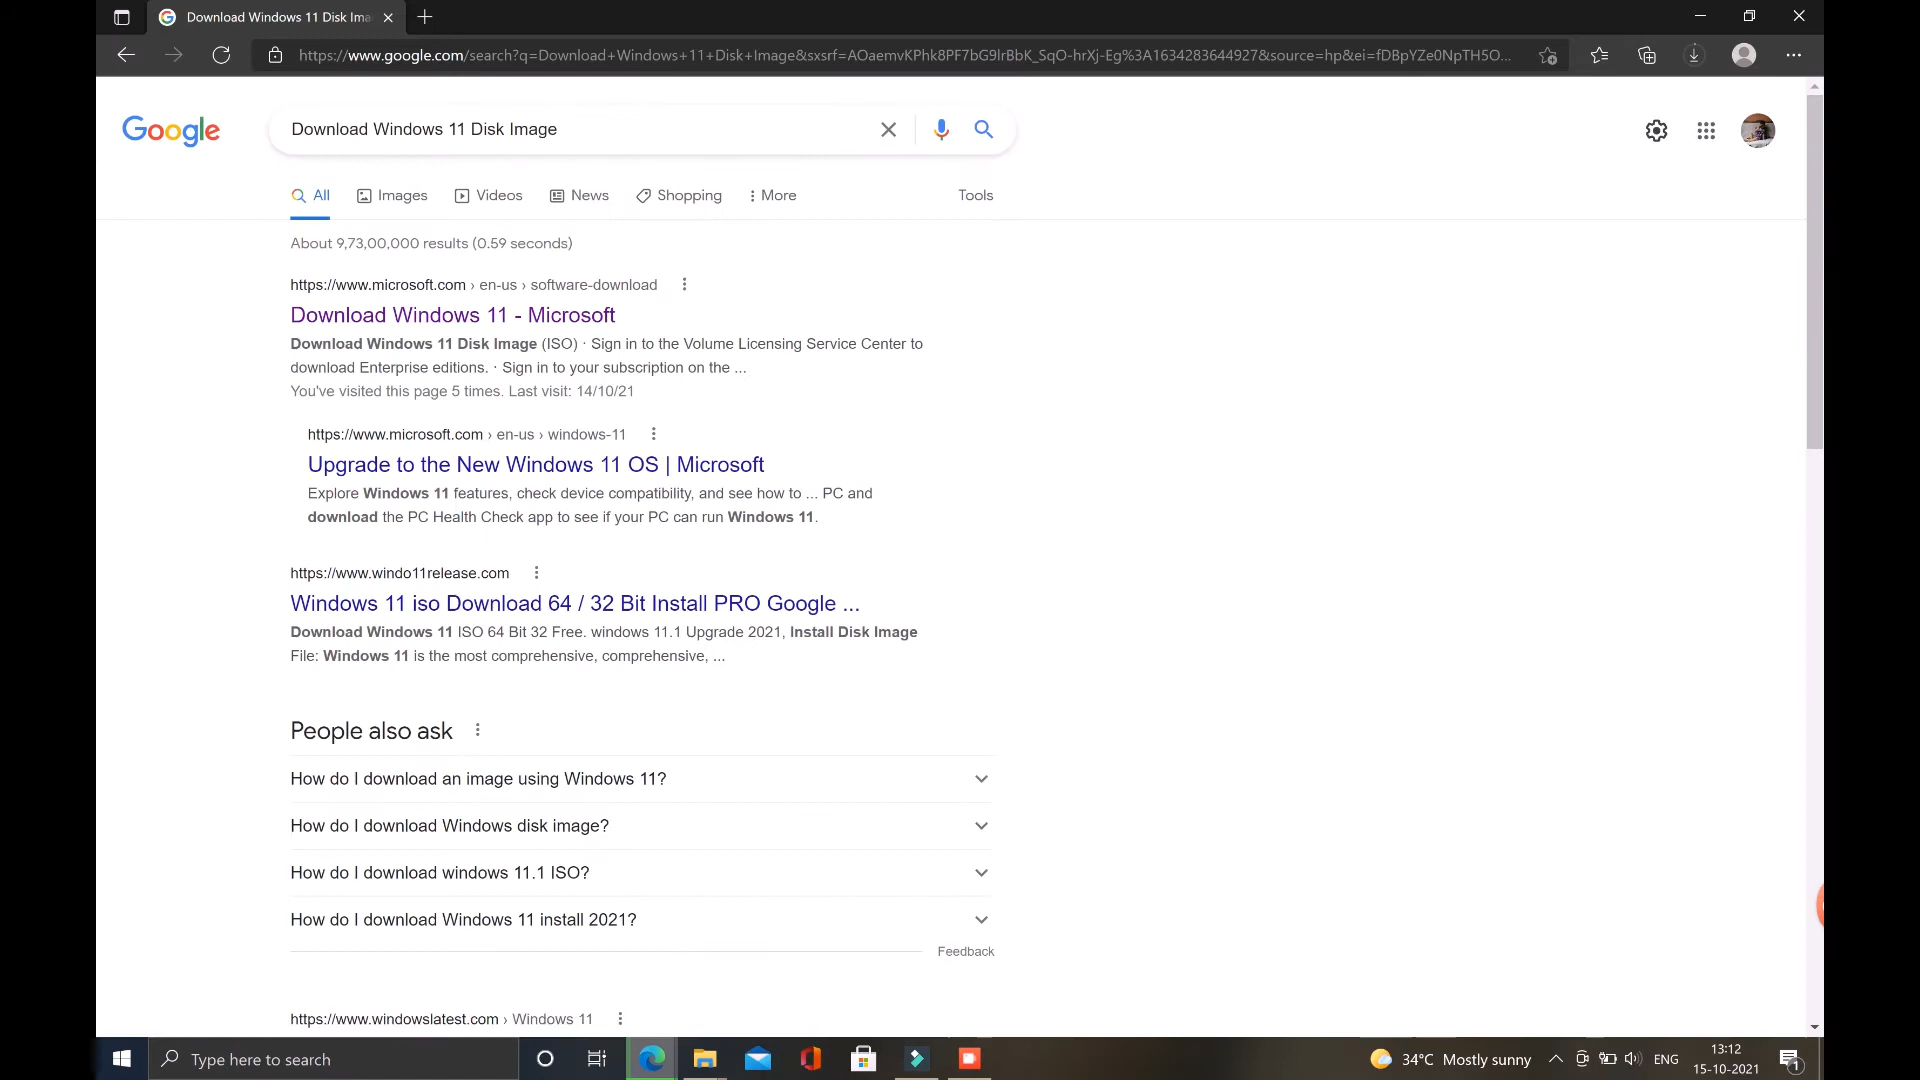 Download Windows 11 Disk Ima
https://www.google.com/search?q=Download+Windows+11+Disk+Image&sxsrf=AOaemvKPhk8PF7bG9lrBbK_SqO-hrXj-Eg%3A1634283644927&source=hp&ei=fDBpYZe0NpTH5O...
Google
Download Windows 11 Disk Image
All Images Videos News Shopping More Tools
About 9,73,00,000 results (0.59 seconds)
https://www.microsoft.com › en-us › software-download
Download Windows 11 - Microsoft
Download Windows 11 Disk Image (ISO) · Sign in to the Volume Licensing Service Center to
download Enterprise editions. · Sign in to your subscription on the ...
You've visited this page 5 times. Last visit: 14/10/21
https://www.microsoft.com › en-us › windows-11
Upgrade to the New Windows 11 OS | Microsoft
Explore Windows 11 features, check device compatibility, and see how to ... PC and
download the PC Health Check app to see if your PC can run Windows 11.
https://www.windo11release.com
Windows 11 iso Download 64 / 32 Bit Install PRO Google ...
Download Windows 11 ISO 64 Bit 32 Free. windows 11.1 Upgrade 2021, Install Disk Image
File: Windows 11 is the most comprehensive, comprehensive, ...
People also ask
How do I download an image using Windows 11?
How do I download Windows disk image?
How do I download windows 11.1 ISO?
How do I download Windows 11 install 2021?
Feedback
https://www.windowslatest.com › Windows 11
Type here to search
34°C Mostly sunny
ENG
13:12
15-10-2021
1